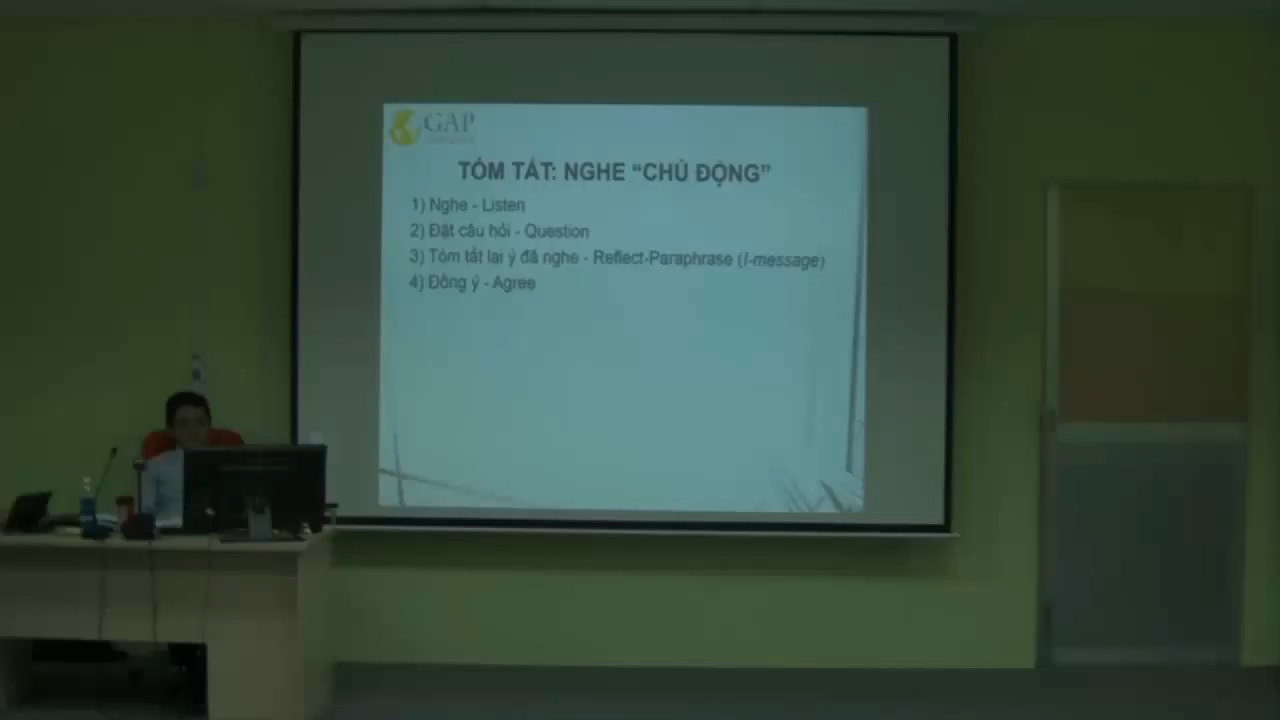 GAP
TÓM TẮT: NGHE “CHỦ ĐỘNG”
1) Nghe - Listen
2) Đặt câu hỏi - Question
3) Tóm tắt lại ý đã nghe - Reflect-Paraphrase (I-message)
4) Đồng ý - Agree